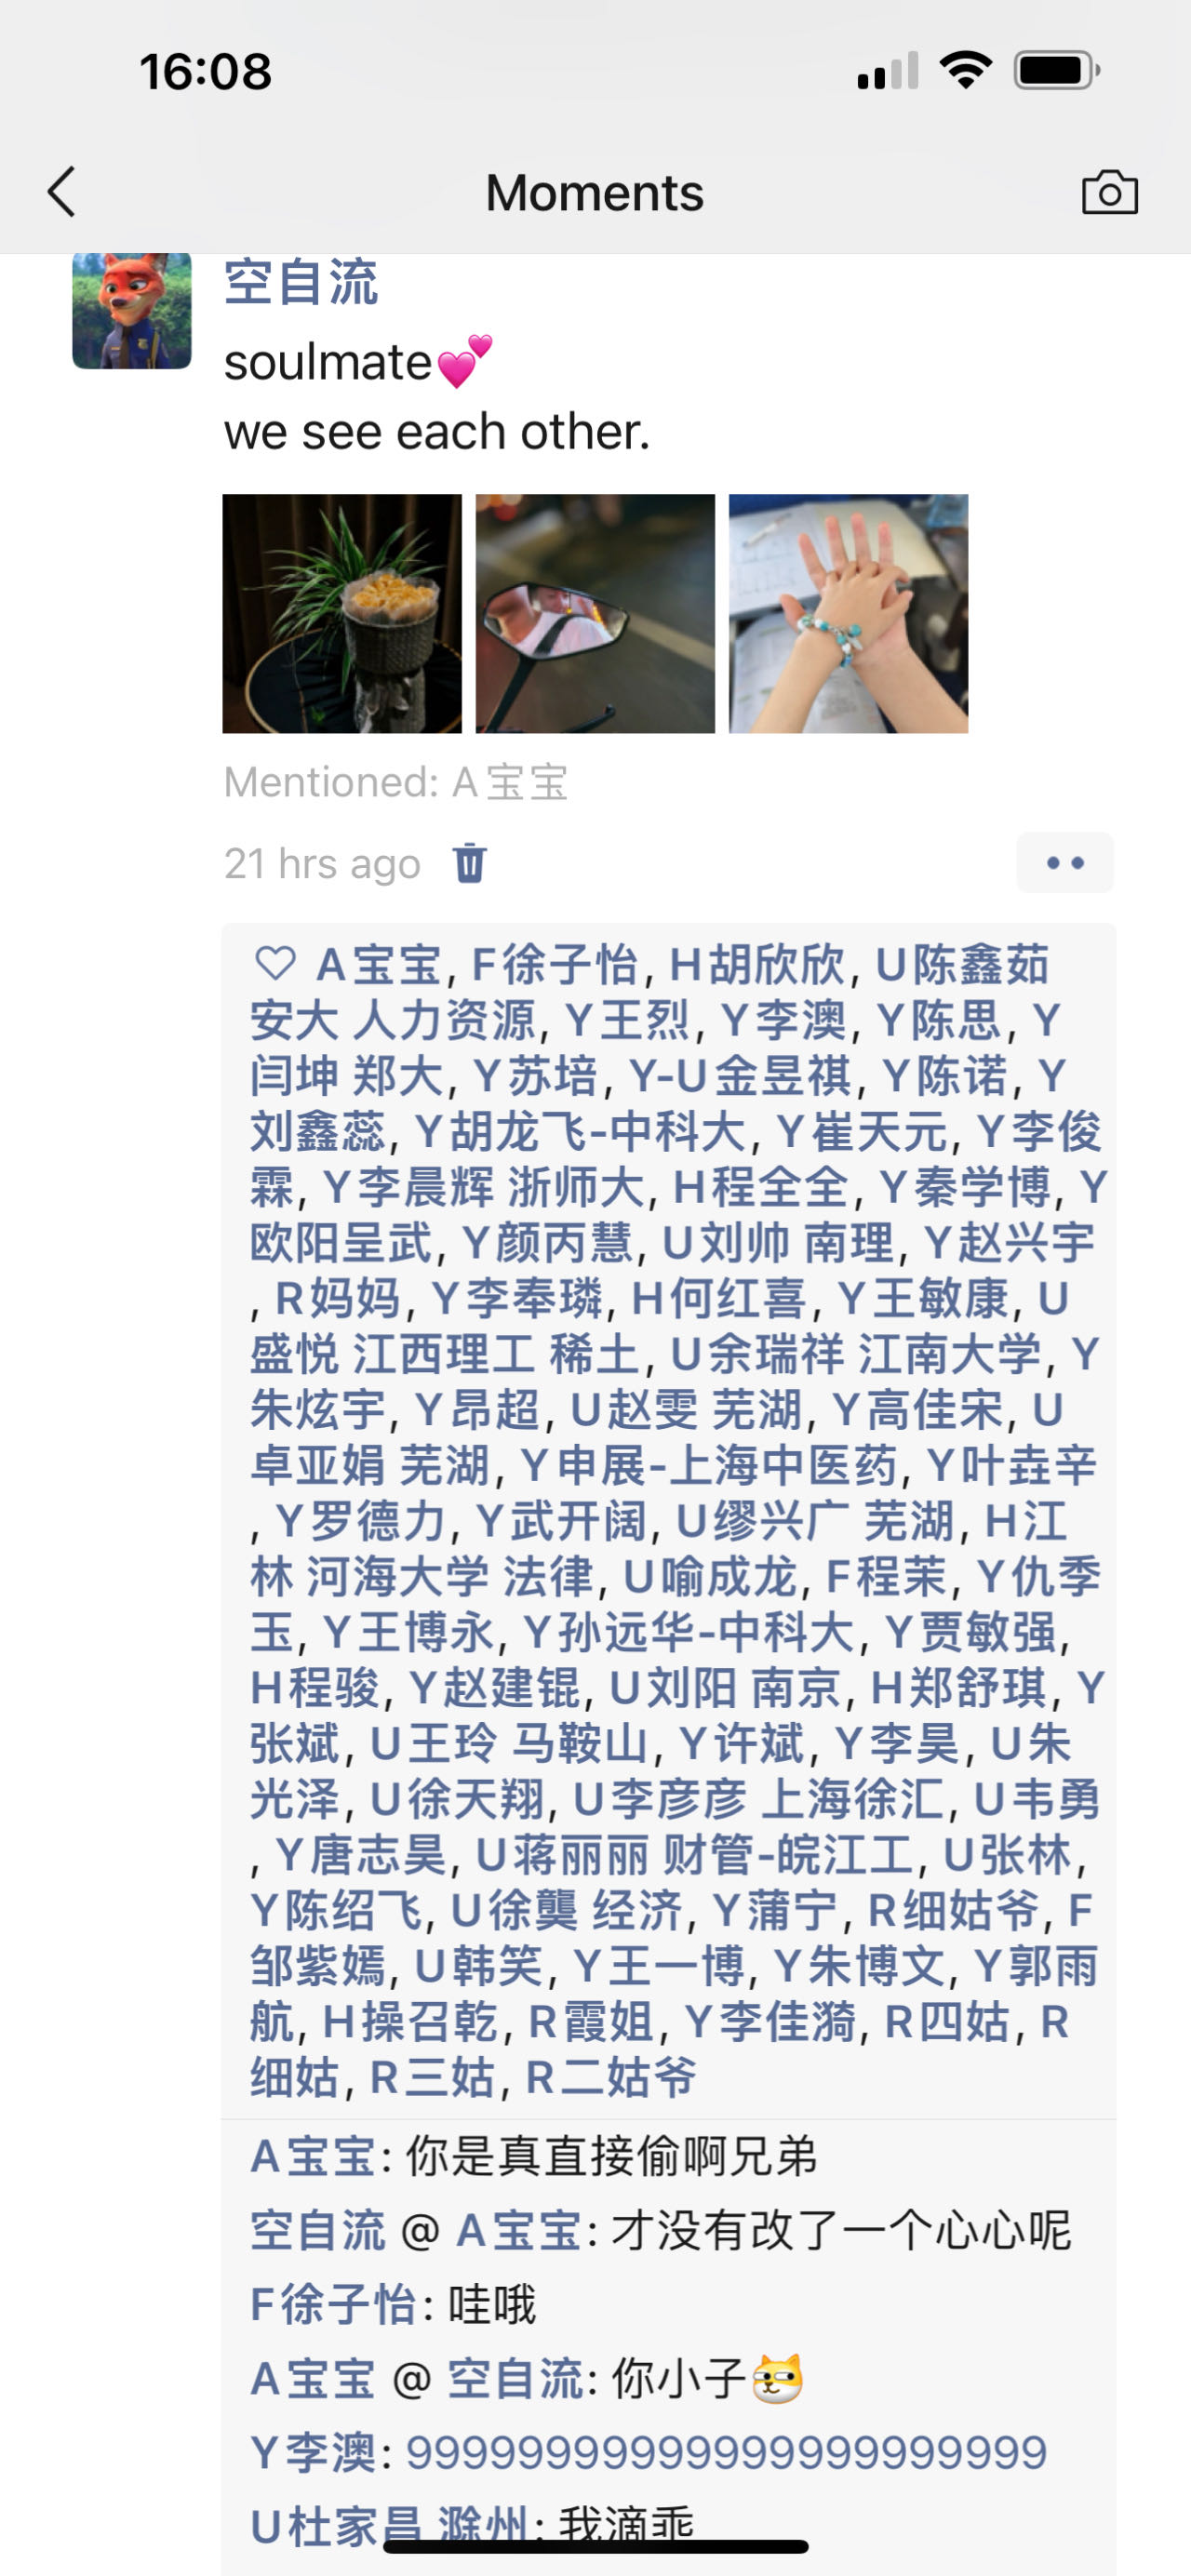 16:08
Moments
空自流
soulmate💕
we see each other.
Mentioned: A宝宝
21 hrs ago
A宝宝, F徐子怡, H胡欣欣, U陈鑫茹
安大 人力资源, Y王烈, Y李澳, Y陈思, Y
闫坤 郑大, Y苏培, Y-U金昱祺, Y陈诺, Y
刘鑫蕊, Y胡龙飞-中科大, Y崔天元, Y李俊
霖, Y李晨辉 浙师大, H程全全, Y秦学博, Y
欧阳呈武, Y颜丙慧, U刘帅 南理, Y赵兴宇
, R妈妈, Y李奉璘, H何红喜, Y王敏康, U
盛悦 江西理工 稀土, U余瑞祥 江南大学, Y
朱炫宇, Y昂超, U赵雯 芜湖, Y高佳宋, U
卓亚娟 芜湖, Y申展-上海中医药, Y叶垚辛
, Y罗德力, Y武开阔, U缪兴广 芜湖, H江
林 河海大学 法律, U喻成龙, F程茉, Y仇季
玉, Y王博永, Y孙远华-中科大, Y贾敏强,
H程骏, Y赵建锟, U刘阳 南京, H郑舒琪, Y
张斌, U王玲 马鞍山, Y许斌, Y李昊, U朱
光泽, U徐天翔, U李彦彦 上海徐汇, U韦勇
, Y唐志昊, U蒋丽丽 财管-皖江工, U张林,
Y陈绍飞, U徐龑 经济, Y蒲宁, R细姑爷, F
邹紫嫣, U韩笑, Y王一博, Y朱博文, Y郭雨
航, H操召乾, R霞姐, Y李佳漪, R四姑, R
细姑, R三姑, R二姑爷
A宝宝: 你是真直接偷啊兄弟
空自流 @ A宝宝: 才没有改了一个心心呢
F徐子怡: 哇哦
A宝宝 @ 空自流: 你小子
Y李澳: 99999999999999999999999
U杜家昌 滁州: 我滴乖